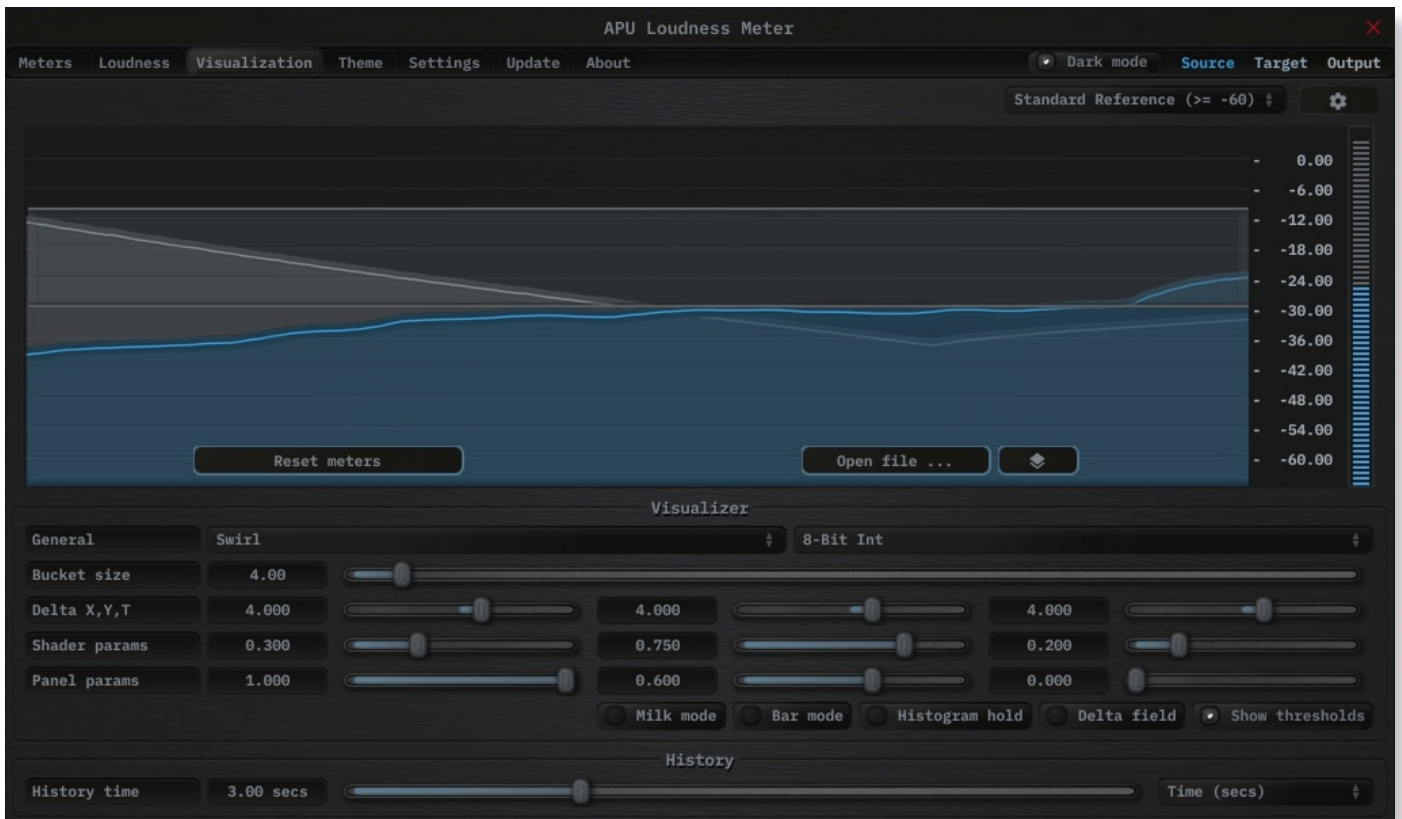 APU Loudness Meter
Meters Loudness Visualization Theme Settings Update About Dark mode Source Target Output
Standard Reference (>= -60)
- 0.00
- -6.00
- -12.00
- -18.00
- -24.00
- -30.00
- -36.00
- -42.00
- -48.00
- -54.00
- -60.00
Reset meters Open file ...
Visualizer
General Swirl 8-Bit Int
Bucket size 4.00
Delta X,Y,T 4.000 4.000 4.000
Shader params 0.300 0.750 0.200
Panel params 1.000 0.600 0.000
Milk mode Bar mode Histogram hold Delta field Show thresholds
History
History time 3.00 secs Time (secs)